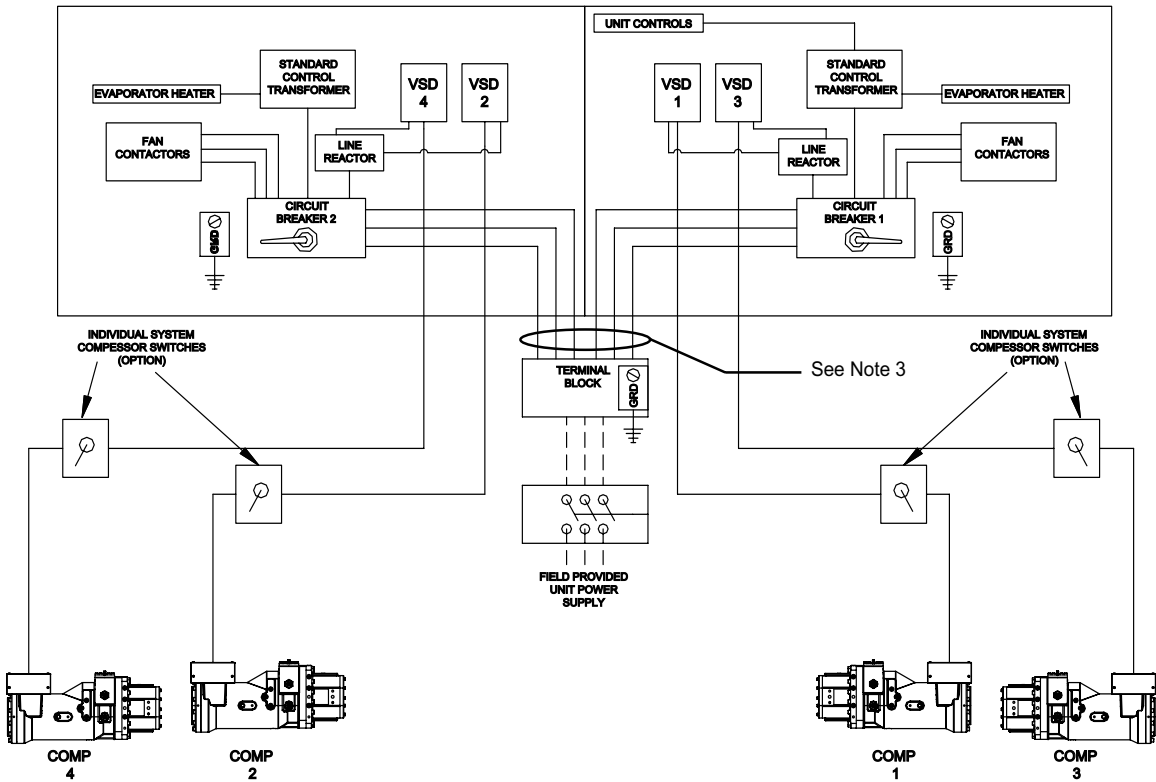 UNIT CONTROLS
STANDARD
CONTROL
TRANSFORMER
EVAPORATOR HEATER
VSD
4
VSD
2
FAN
CONTACTORS
LINE
REACTOR
CIRCUIT
BREAKER 2
GRD
VSD
1
VSD
3
STANDARD
CONTROL
TRANSFORMER
EVAPORATOR HEATER
LINE
REACTOR
FAN
CONTACTORS
CIRCUIT
BREAKER 1
GRD
INDIVIDUAL SYSTEM
COMPESSOR SWITCHES
(OPTION)
TERMINAL
BLOCK
GRD
See Note 3
INDIVIDUAL SYSTEM
COMPESSOR SWITCHES
(OPTION)
FIELD PROVIDED
UNIT POWER
SUPPLY
COMP
4
COMP
2
COMP
1
COMP
3